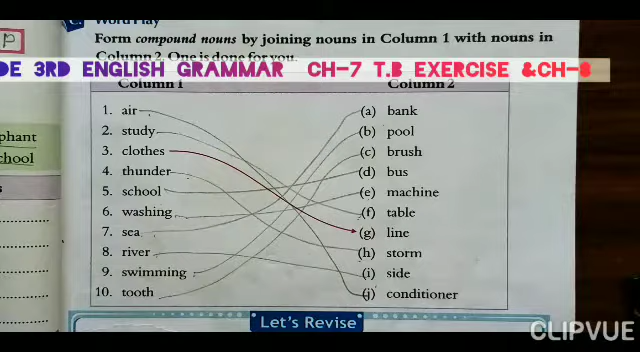 C. Word Play
P
Form compound nouns by joining nouns in Column 1 with nouns in
Column 2. One is done for you.
DE 3RD ENGLISH GRAMMAR CH-7 T.B EXERCISE &CH-8
Column 1 Column 2
phant
chool
1. air (a) bank
2. study (b) pool
3. clothes (c) brush
4. thunder (d) bus
5. school (e) machine
6. washing (f) table
7. sea (g) line
8. river (h) storm
9. swimming (i) side
10. tooth (j) conditioner
Let's Revise
CLIPVUE